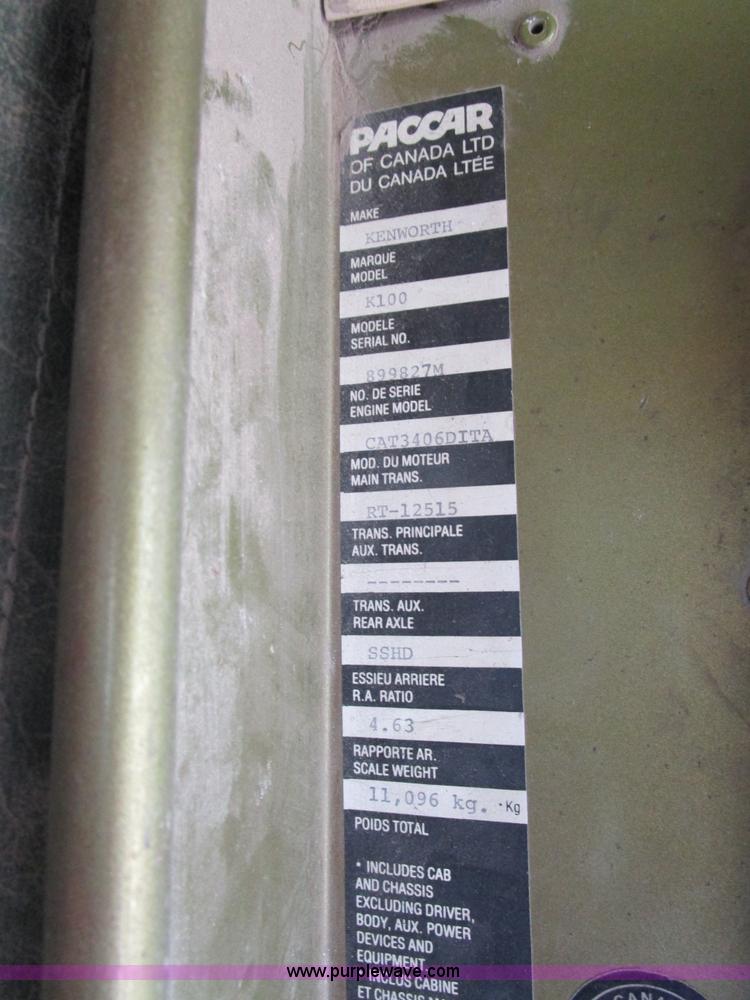 PACCAR
OF CANADA LTD
DU CANADA LTÉE
MAKE
KENWORTH
MARQUE
MODEL
K100
MODELE
SERIAL NO.
899827M
NO. DE SERIE
ENGINE MODEL
CAT3406DITA
MOD. DU MOTEUR
MAIN TRANS.
RT-12515
TRANS. PRINCIPALE
AUX. TRANS.
--------
TRANS. AUX.
REAR AXLE
SSHD
ESSIEU ARRIERE
R.A. RATIO
4.63
RAPPORTE AR.
SCALE WEIGHT
11,096 kg. ·Kg
POIDS TOTAL
* INCLUDES CAB
AND CHASSIS
EXCLUDING DRIVER,
BODY, AUX. POWER
DEVICES AND
EQUIPMENT
www.purplewave.com
INCLUS CABINE
ET CHASSIS